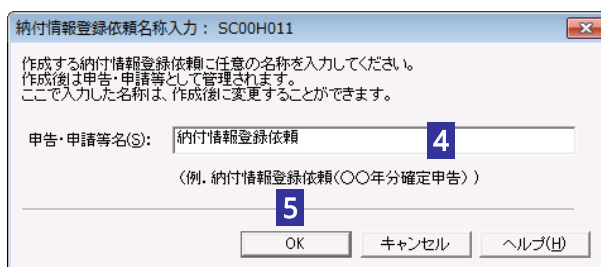 納付情報登録依頼名称入力： SC00H011
作成する納付情報登録依頼に任意の名称を入力してください。
作成後は申告・申請等として管理されます。
ここで入力した名称は、作成後に変更することができます。
申告・申請等名(S): 納付情報登録依頼 4
（例. 納付情報登録依頼（〇〇年分確定申告））
5
OK キャンセル ヘルプ(H)